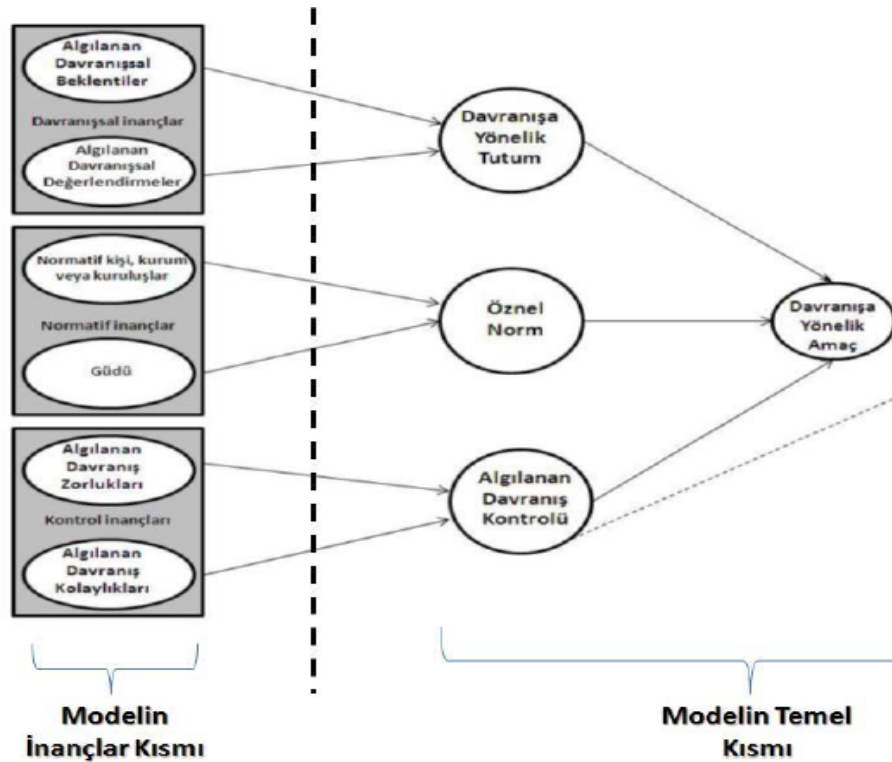 Algılanan
Davranışsal
Beklentiler
Davranışsal inançlar
Algılanan
Davranışsal
Değerlendirmeler
Normatif kişi, kurum
veya kuruluşlar
Normatif inançlar
Güdü
Algılanan
Davranış
Zorlukları
Kontrol inançları
Algılanan
Davranış
Kolaylıkları
Davranışa
Yönelik
Tutum
Öznel
Norm
Algılanan
Davranış
Kontrolü
Davranışa
Yönelik
Amaç
Modelin
İnançlar Kısmı
Modelin Temel
Kısmı